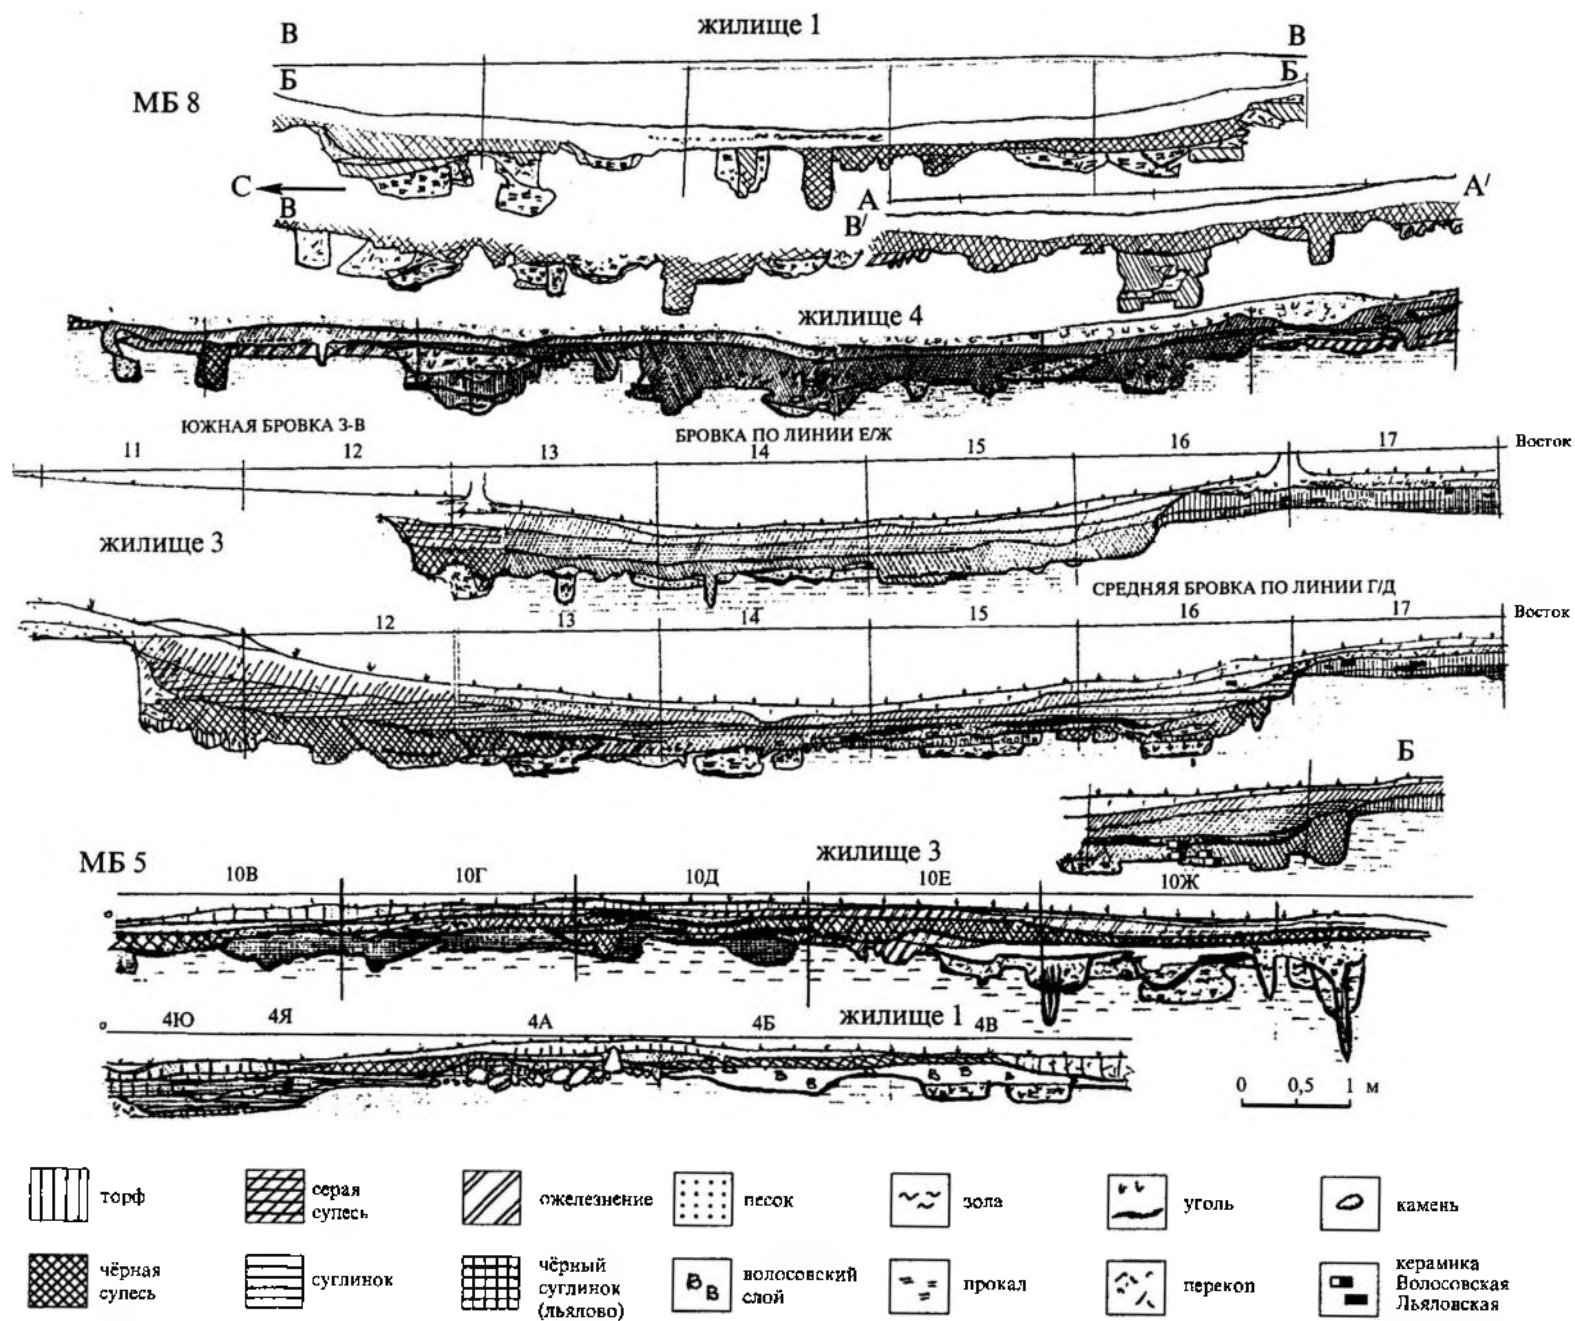 жилище 1
В В
Б Б
МБ 8
С
А А/
В В/
жилище 4
ЮЖНАЯ БРОВКА З-В
БРОВКА ПО ЛИНИИ Е/Ж
11 12 13 14 15 16 17 Восток
жилище 3
СРЕДНЯЯ БРОВКА ПО ЛИНИИ Г/Д
12 13 14 15 16 17 Восток
Б
МБ 5
жилище 3
10В 10Г 10Д 10Е 10Ж
0
жилище 1
0 4Ю 4Я 4А 4Б 4В
0 0,5 1 м
торф
серая
супесь
ожелезнение
песок
зола
уголь
камень
чёрная
супесь
суглинок
чёрный
суглинок
(льялово)
В В
волосовский
слой
прокал
перекоп
керамика
Волосовская
Льяловская